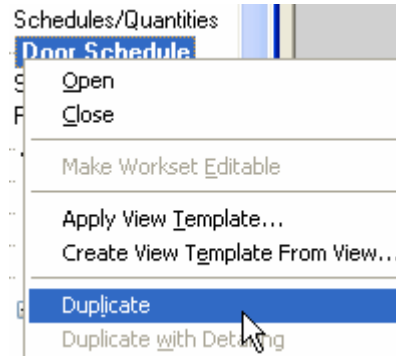 Schedules/Quantities
Door Schedule
S
F
Open
Close
Make Workset Editable
Apply View Template...
Create View Template From View...
Duplicate
Duplicate with Detailing